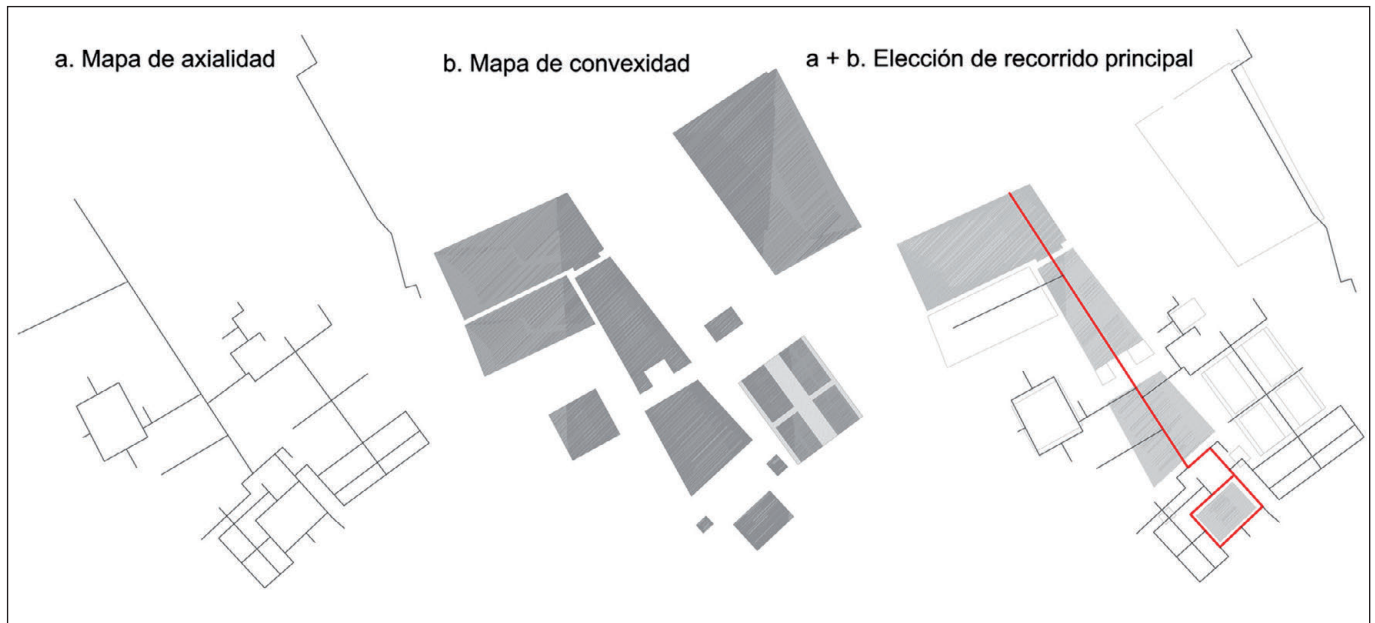 a. Mapa de axialidad
b. Mapa de convexidad
a + b. Elección de recorrido principal